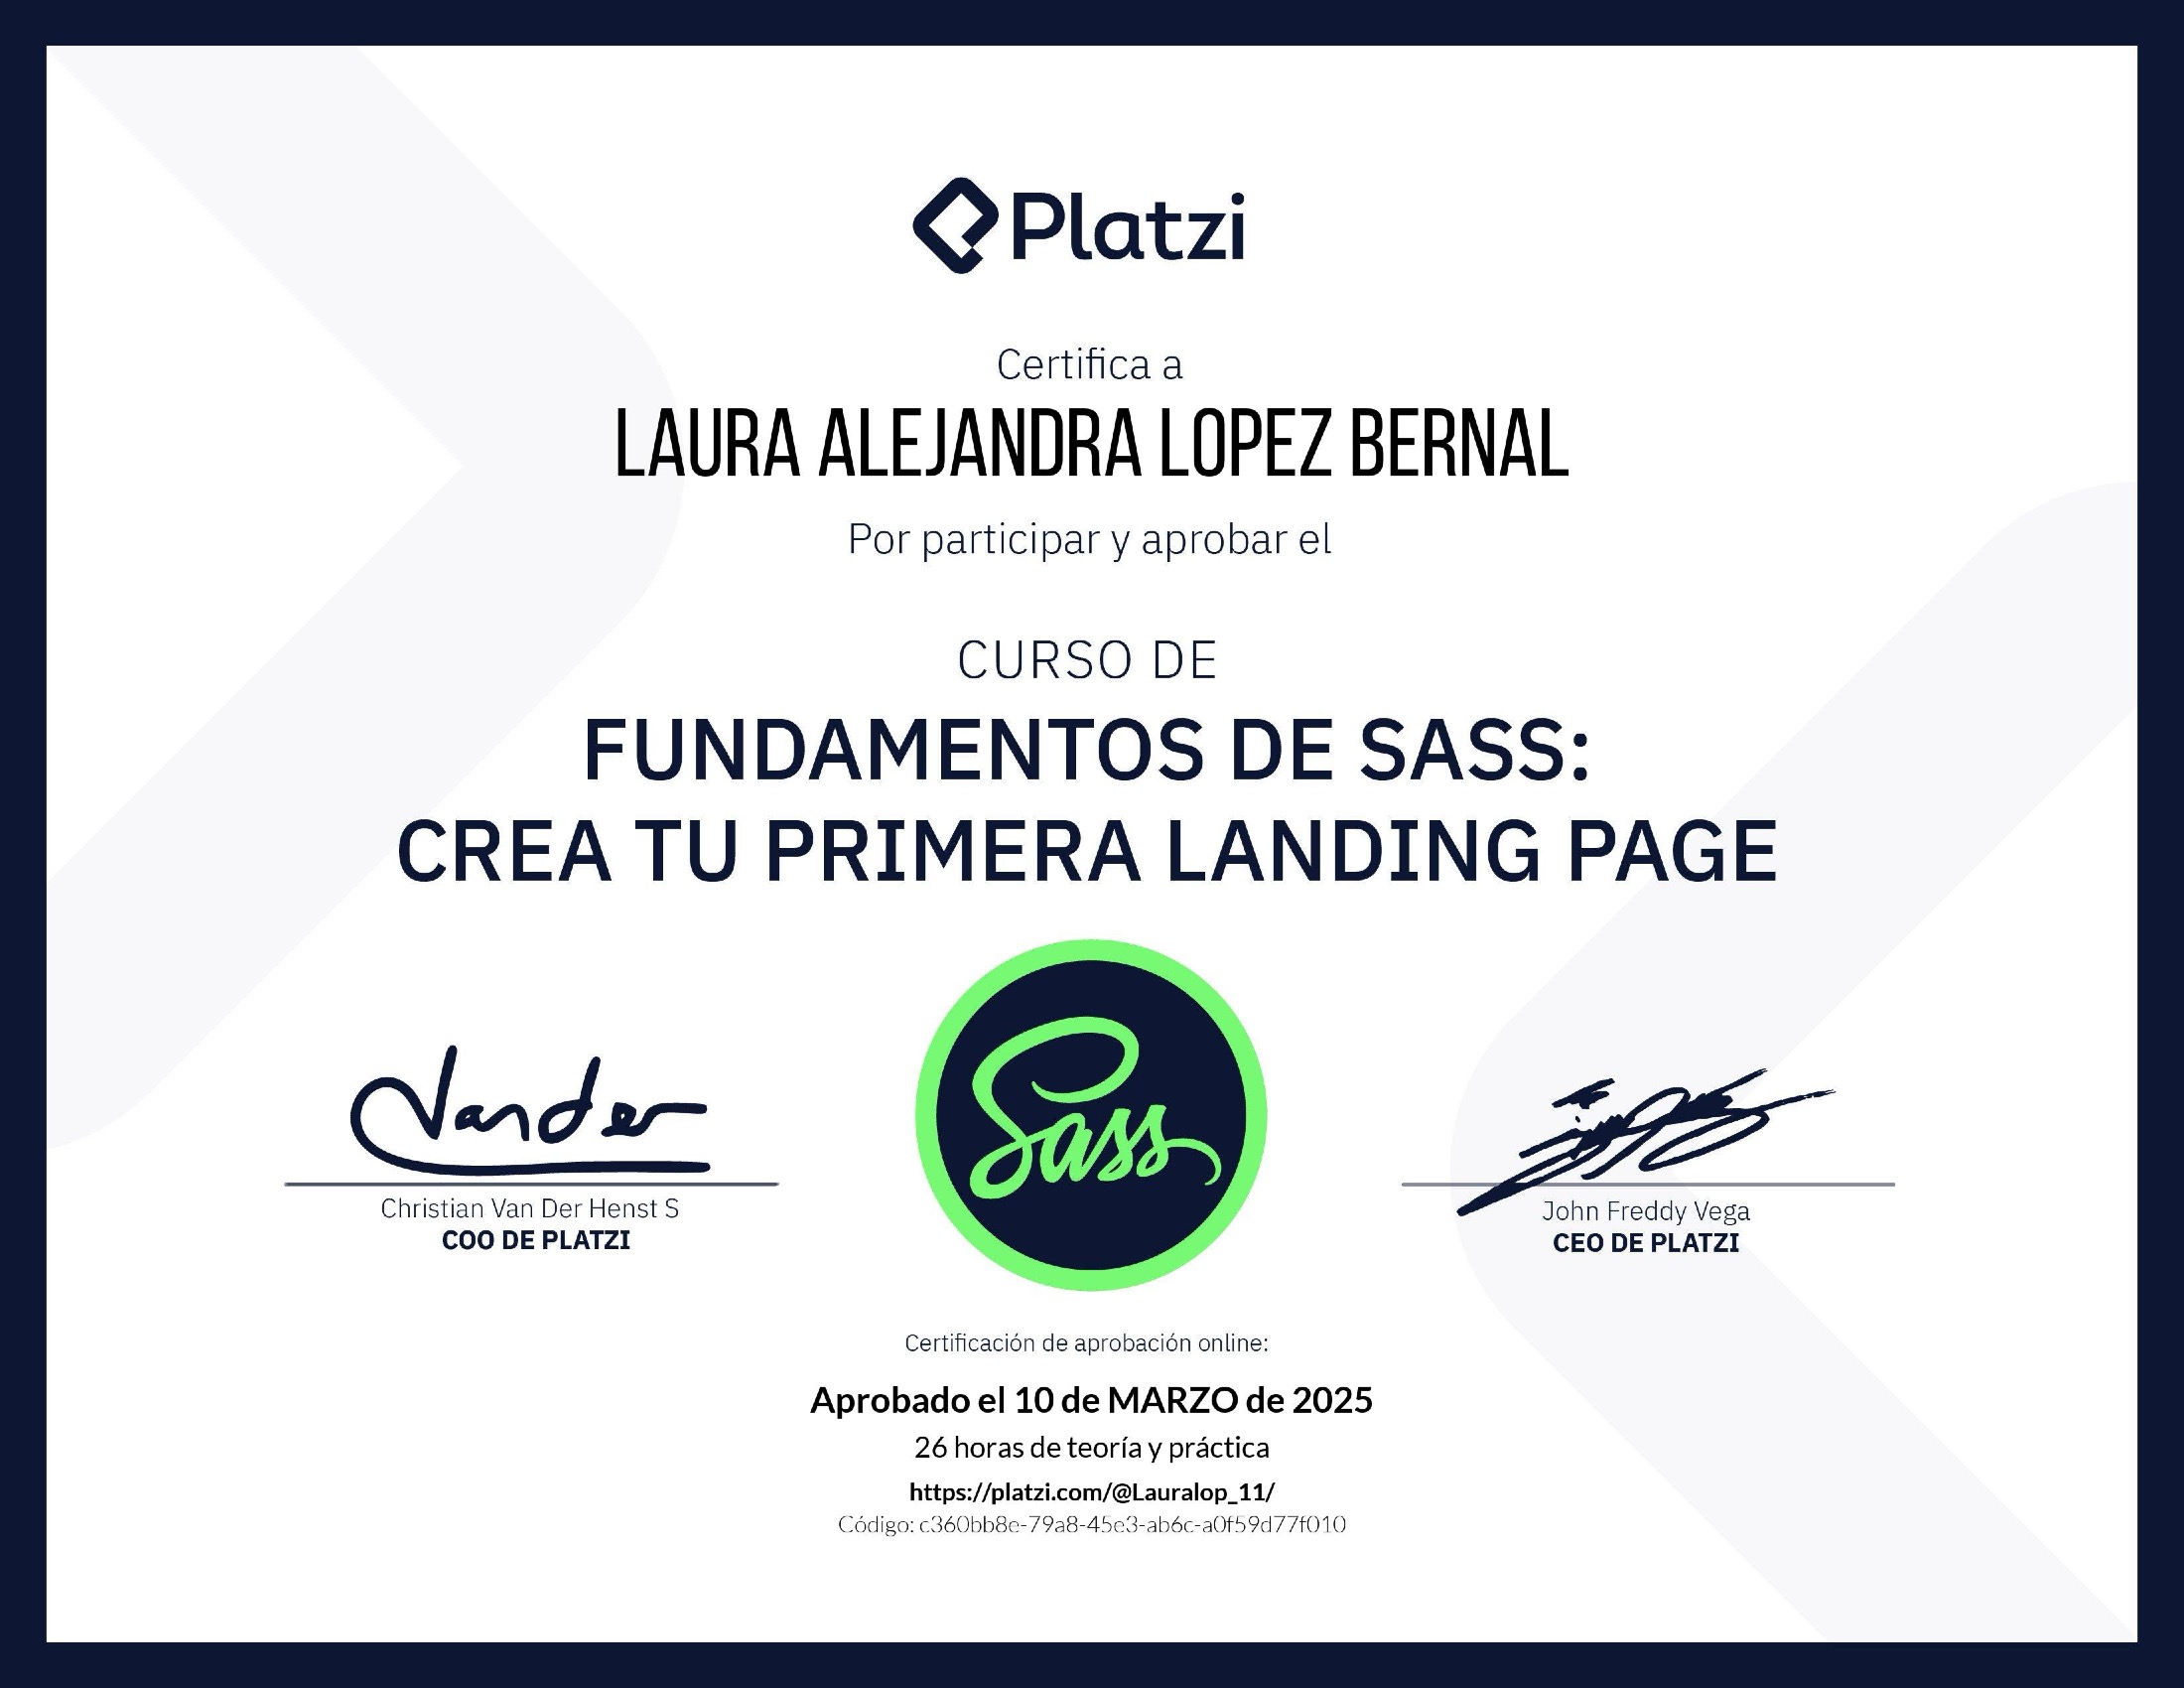 Platzi
Certifica a
LAURA ALEJANDRA LOPEZ BERNAL
Por participar y aprobar el
CURSO DE
FUNDAMENTOS DE SASS:
CREA TU PRIMERA LANDING PAGE
Vander
Sass
Christian Van Der Henst S
COO DE PLATZI
John Freddy Vega
CEO DE PLATZI
Certificación de aprobación online:
Aprobado el 10 de MARZO de 2025
26 horas de teoría y práctica
https://platzi.com/@Lauralop_11/
Código: c360bb8e-79a8-45e3-ab6c-a0f59d77f010